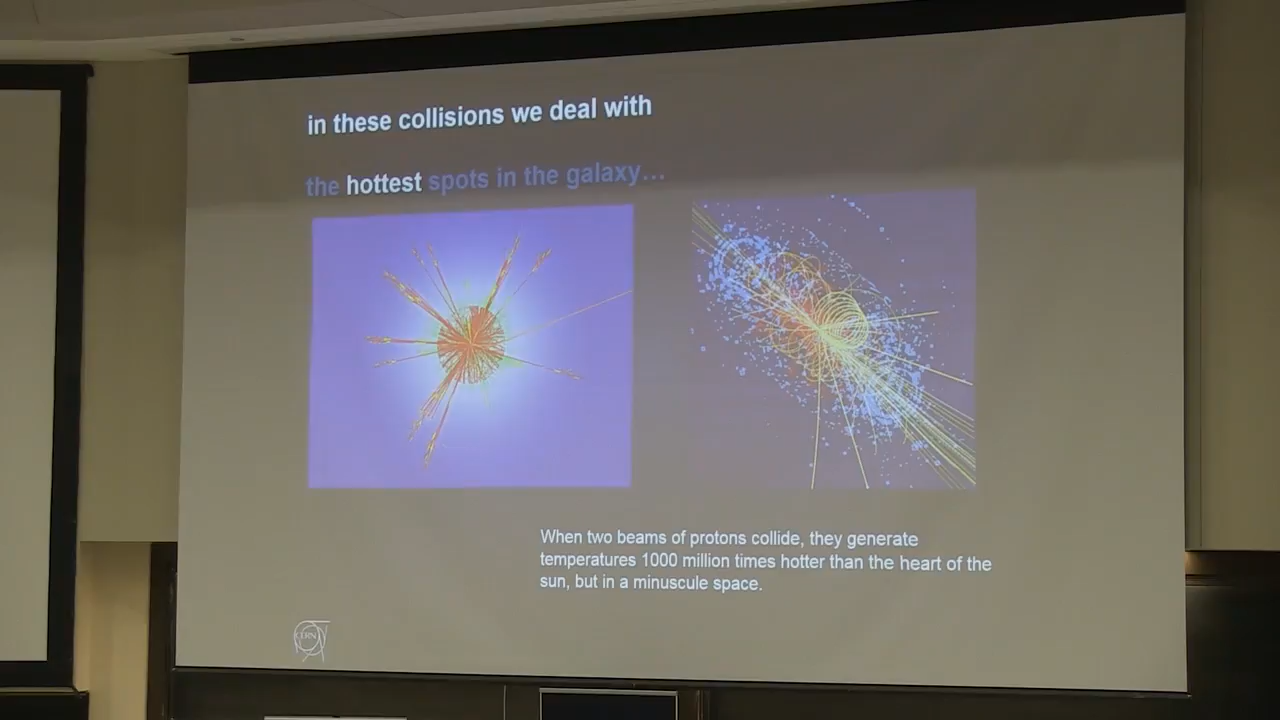 in these collisions we deal with
the hottest spots in the galaxy...
When two beams of protons collide, they generate
temperatures 1000 million times hotter than the heart of the
sun, but in a minuscule space.
CERN